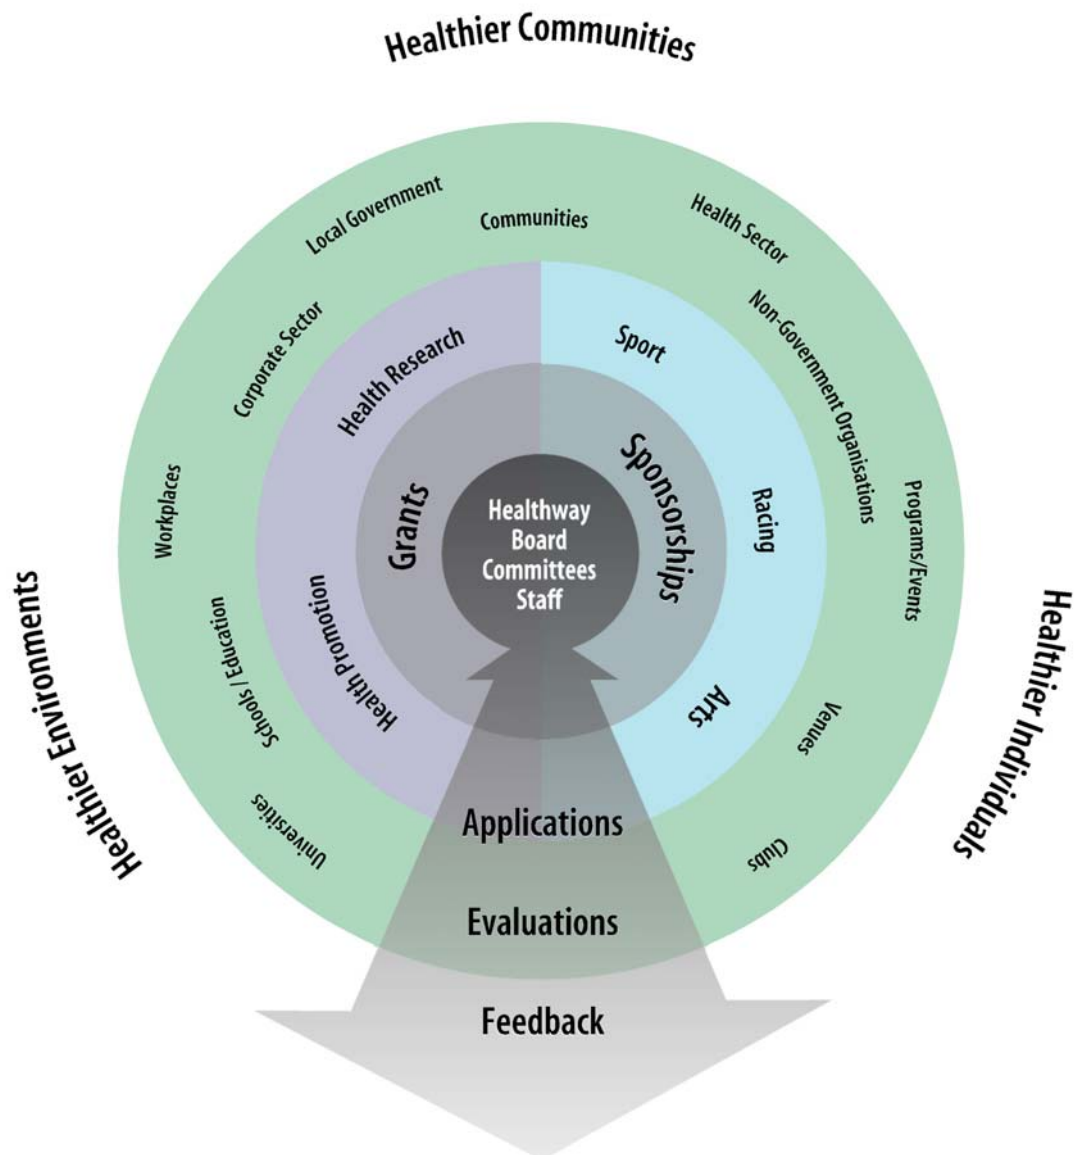 Healthier Communities
Local Government
Communities
Health Sector
Corporate Sector
Non-Government Organisations
Health Research
Sport
Workplaces
Grants
Sponsorships
Racing
Programs/Events
Healthway
Board
Committees
Staff
Healthier Environments
Schools / Education
Health Promotion
Arts
Venues
Healthier Individuals
Universities
Clubs
Applications
Evaluations
Feedback